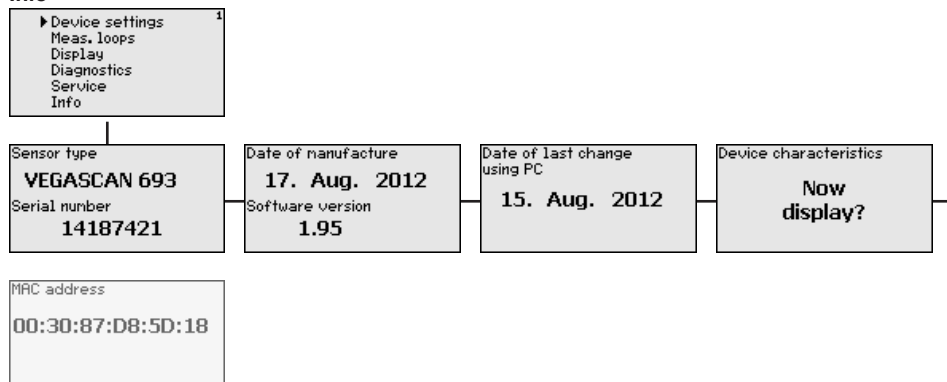 ▶Device settings 1
Meas. loops
Display
Diagnostics
Service
Info
Sensor type
VEGASCAN 693
Serial number
14187421
Date of manufacture
17. Aug. 2012
Software version
1.95
Date of last change
using PC
15. Aug. 2012
Device characteristics
Now
display?
MAC address
00:30:87:D8:5D:18